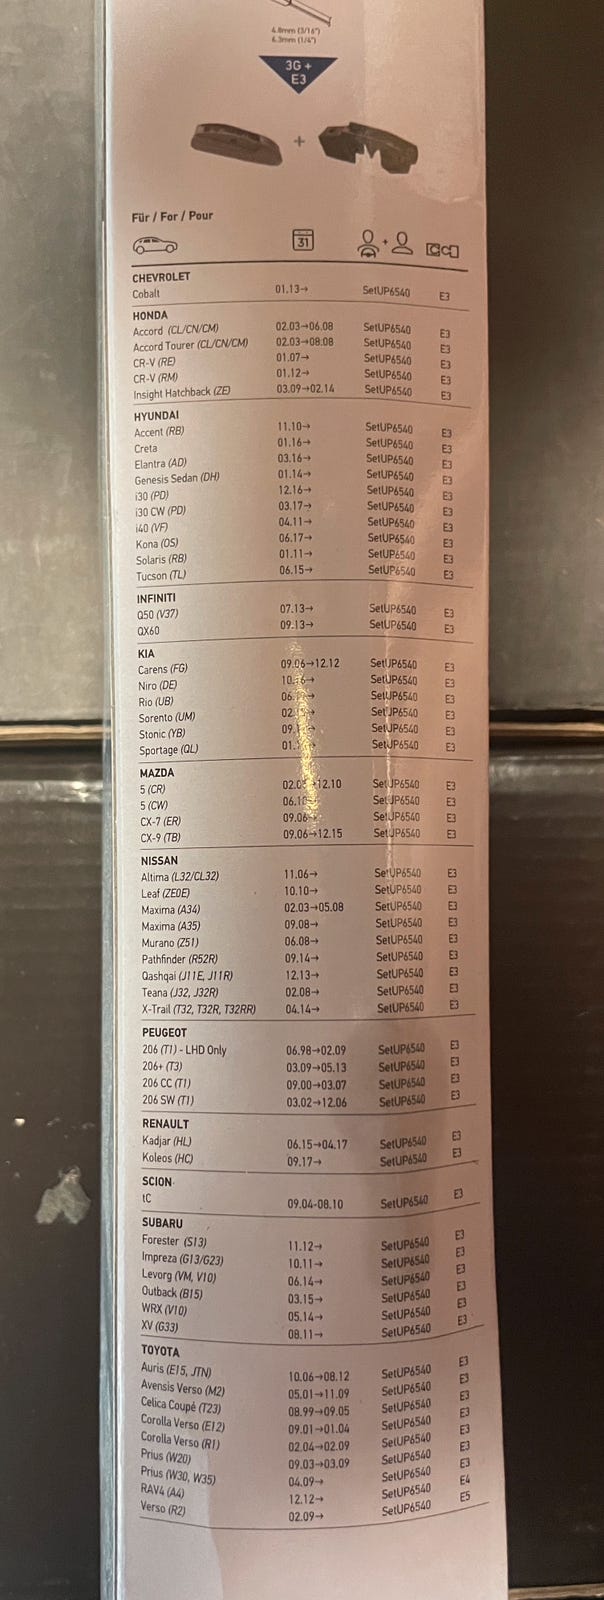 4.8mm (3/16")
6.3mm (1/4")
3G +
E3
+
Für / For / Pour
31 +
CHEVROLET
Cobalt 01.13→ SetUP6540 E3
HONDA
Accord (CL/CN/CM) 02.03→06.08 SetUP6540 E3
Accord Tourer (CL/CN/CM) 02.03→08:08 SetUP6540 E3
CR-V (RE) 01.07→ SetUP6540 E3
CR-V (RM) 01.12→ SetUP6540 E3
Insight Hatchback (ZE) 03.09→02.14 SetUP6540 E3
HYUNDAI
Accent (RB) 11.10→ SetUP6540 E3
Creta 01.16→ SetUP6540 E3
Elantra (AD) 03.16→ SetUP6540 E3
Genesis Sedan (DH) 01.14→ SetUP6540 E3
i30 (PD) 12.16→ SetUP6540 E3
i30 CW (PD) 03.17→ SetUP6540 E3
i40 (VF) 04.11→ SetUP6540 E3
Kona (OS) 06.17→ SetUP6540 E3
Solaris (RB) 01.11→ SetUP6540 E3
Tucson (TL) 06.15→ SetUP6540 E3
INFINITI
Q50 (V37) 07.13→ SetUP6540 E3
QX60 09.13→ SetUP6540 E3
KIA
Carens (FG) 09.06→12.12 SetUP6540 E3
Niro (DE) SetUP6540 E3
Rio (UB) SetUP6540 E3
Sorento (UM) SetUP6540 E3
Stonic (YB) SetUP6540 E3
Sportage (QL) SetUP6540 E3
MAZDA
5 (CR) SetUP6540 E3
5 (CW) SetUP6540 E3
CX-7 (ER) 09.06→ SetUP6540 E3
CX-9 (TB) 09.06→12.15 SetUP6540 E3
NISSAN
Altima (L32/CL32) 11.06→ SetUP6540 E3
Leaf (ZE0E) 10.10→ SetUP6540 E3
Maxima (A34) 02.03→05.08 SetUP6540 E3
Maxima (A35) 09.08→ SetUP6540 E3
Murano (Z51) 06.08→ SetUP6540 E3
Pathfinder (R52R) 09.14→ SetUP6540 E3
Qashqai (J11E, J11R) 12.13→ SetUP6540 E3
Teana (J32, J32R) 02.08→ SetUP6540 E3
X-Trail (T32, T32R, T32RR) 04.14→ SetUP6540 E3
PEUGEOT
206 (T1) - LHD Only 06.98→02.09 SetUP6540 E3
206+ (T3) 03.09→05.13 SetUP6540 E3
206 CC (T1) 09.00→03.07 SetUP6540 E3
206 SW (T1) 03.02→12.06 SetUP6540 E3
RENAULT
Kadjar (HL) 06.15→04.17 SetUP6540 E3
Koleos (HC) 09.17→ SetUP6540 E3
SCION
tC 09.04-08.10 SetUP6540 E3
SUBARU
Forester (S13) 11.12→ SetUP6540 E3
Impreza (G13/G23) 10.11→ SetUP6540 E3
Levorg (VM, V10) 06.14→ SetUP6540 E3
Outback (B15) 03.15→ SetUP6540 E3
WRX (V10) 05.14→ SetUP6540 E3
XV (G33) 08.11→ SetUP6540 E3
TOYOTA
Auris (E15, JTN) 10.06→08.12 SetUP6540 E3
Avensis Verso (M2) 05.01→11.09 SetUP6540 E3
Celica Coupé (T23) 08.99→09.05 SetUP6540 E3
Corolla Verso (E12) 09.01→01.04 SetUP6540 E3
Corolla Verso (R1) 02.04→02.09 SetUP6540 E3
Prius (W20) 09.03→03.09 SetUP6540 E3
Prius (W30, W35) 04.09→ SetUP6540 E3
RAV4 (A4) 12.12→ SetUP6540 E4
Verso (R2) 02.09→ SetUP6540 E5